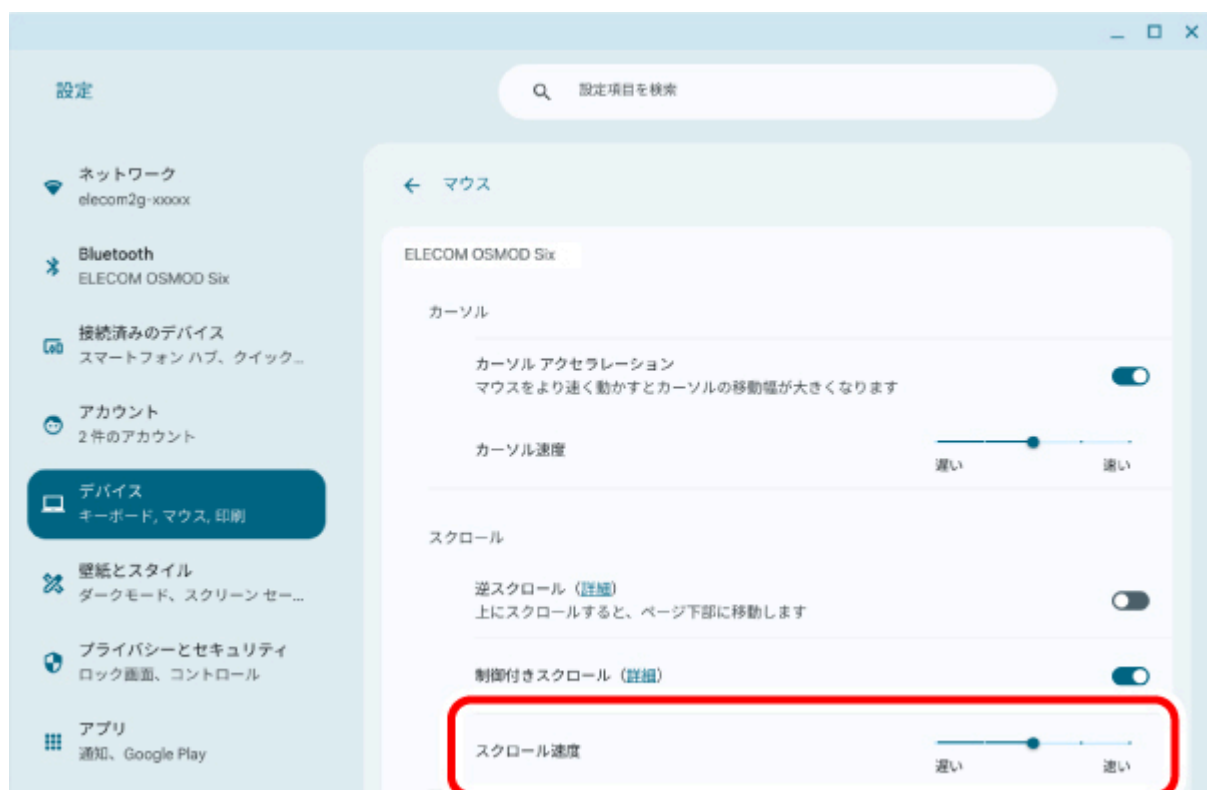 設定
設定項目を検索
ネットワーク
elecom2g-xxxxx
Bluetooth
ELECOM OSMOD Six
接続済みのデバイス
スマートフォン ハブ、クイック...
アカウント
2 件のアカウント
デバイス
キーボード, マウス, 印刷
壁紙とスタイル
ダークモード、スクリーン セー...
プライバシーとセキュリティ
ロック画面、コントロール
アプリ
通知、Google Play
マウス
ELECOM OSMOD Six
カーソル
カーソル アクセラレーション
マウスをより速く動かすとカーソルの移動幅が大きくなります
カーソル速度
遅い 速い
スクロール
逆スクロール（詳細）
上にスクロールすると、ページ下部に移動します
制御付きスクロール（詳細）
スクロール速度
遅い 速い